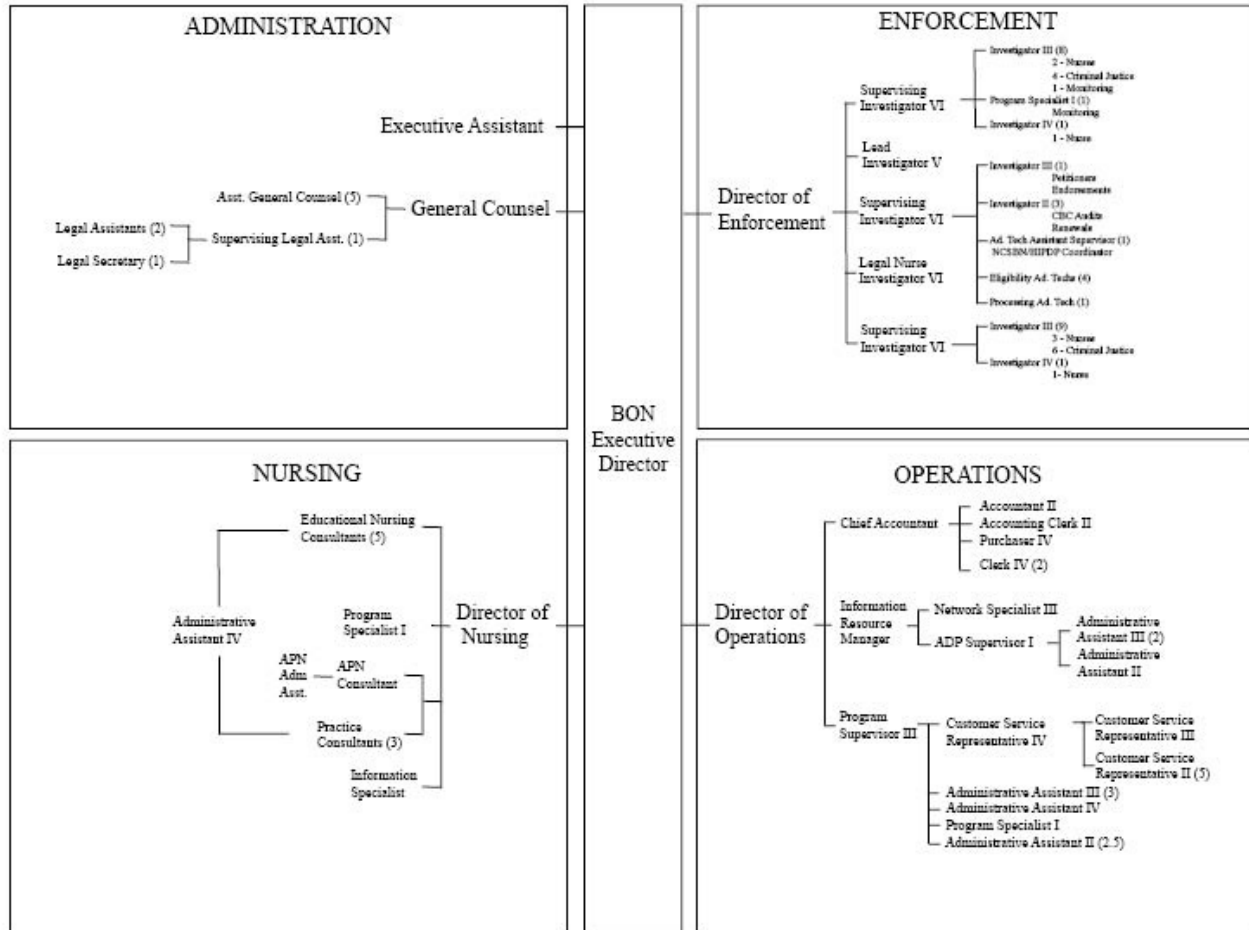 ADMINISTRATION
Executive Assistant
Asst. General Counsel (5)
General Counsel
Legal Assistants (2)
Supervising Legal Asst. (1)
Legal Secretary (1)
BON
Executive
Director
ENFORCEMENT
Director of
Enforcement
Supervising
Investigator VI
Investigator III (8)
2 - Nurse
4 - Criminal Justice
1 - Monitoring
Program Specialist I (1)
Monitoring
Investigator IV (1)
1 - Nurse
Lead
Investigator V
Supervising
Investigator VI
Investigator III (1)
Petitioners
Endorsements
Investigator II (3)
CBC Audits
Renewals
Ad. Tech Assistant Supervisor (1)
NCSBN/HIPDP Coordinator
Eligibility Ad. Techs (4)
Processing Ad. Tech (1)
Legal Nurse
Investigator VI
Supervising
Investigator VI
Investigator III (9)
3 - Nurses
6 - Criminal Justice
Investigator IV (1)
1- Nurse
NURSING
Educational Nursing
Consultants (5)
Administrative
Assistant IV
Program
Specialist I
Director of
Nursing
APN
Adm
Asst.
APN
Consultant
Practice
Consultants (3)
Information
Specialist
OPERATIONS
Director of
Operations
Chief Accountant
Accountant II
Accounting Clerk II
Purchaser IV
Clerk IV (2)
Information
Resource
Manager
Network Specialist III
ADP Supervisor I
Administrative
Assistant III (2)
Administrative
Assistant II
Program
Supervisor III
Customer Service
Representative IV
Customer Service
Representative III
Customer Service
Representative II (5)
Administrative Assistant III (3)
Administrative Assistant IV
Program Specialist I
Administrative Assistant II (2.5)